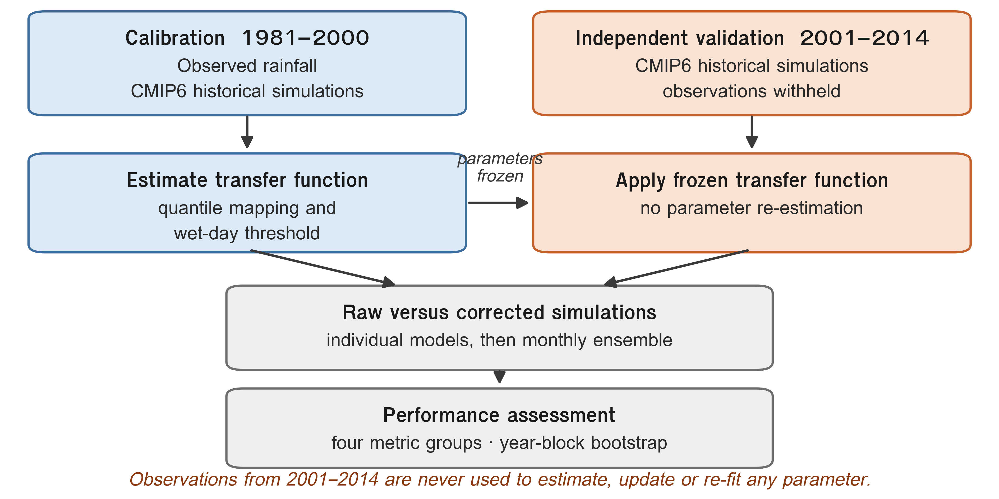 Calibration 1981–2000
Observed rainfall
CMIP6 historical simulations
Independent validation 2001–2014
CMIP6 historical simulations
observations withheld
Estimate transfer function
quantile mapping and
wet-day threshold
parameters
frozen
Apply frozen transfer function
no parameter re-estimation
Raw versus corrected simulations
individual models, then monthly ensemble
Performance assessment
four metric groups · year-block bootstrap
Observations from 2001–2014 are never used to estimate, update or re-fit any parameter.